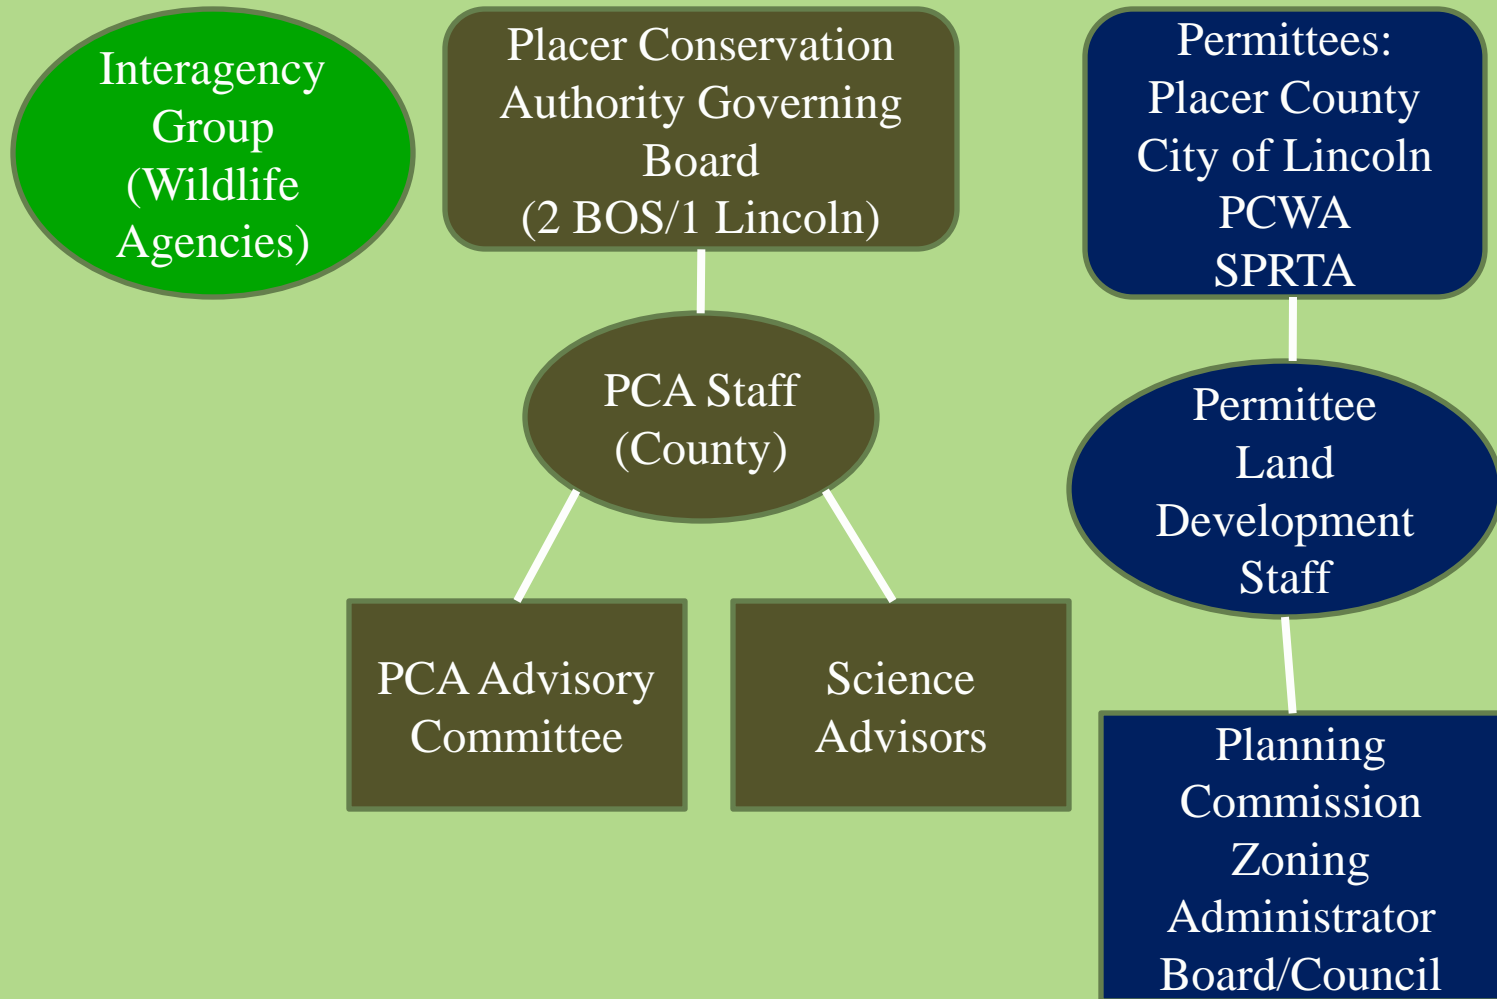 Interagency
Group
(Wildlife
Agencies)
Placer Conservation
Authority Governing
Board
(2 BOS/1 Lincoln)
Permittees:
Placer County
City of Lincoln
PCWA
SPRTA
PCA Staff
(County)
Permittee
Land
Development
Staff
PCA Advisory
Committee
Science
Advisors
Planning
Commission
Zoning
Administrator
Board/Council